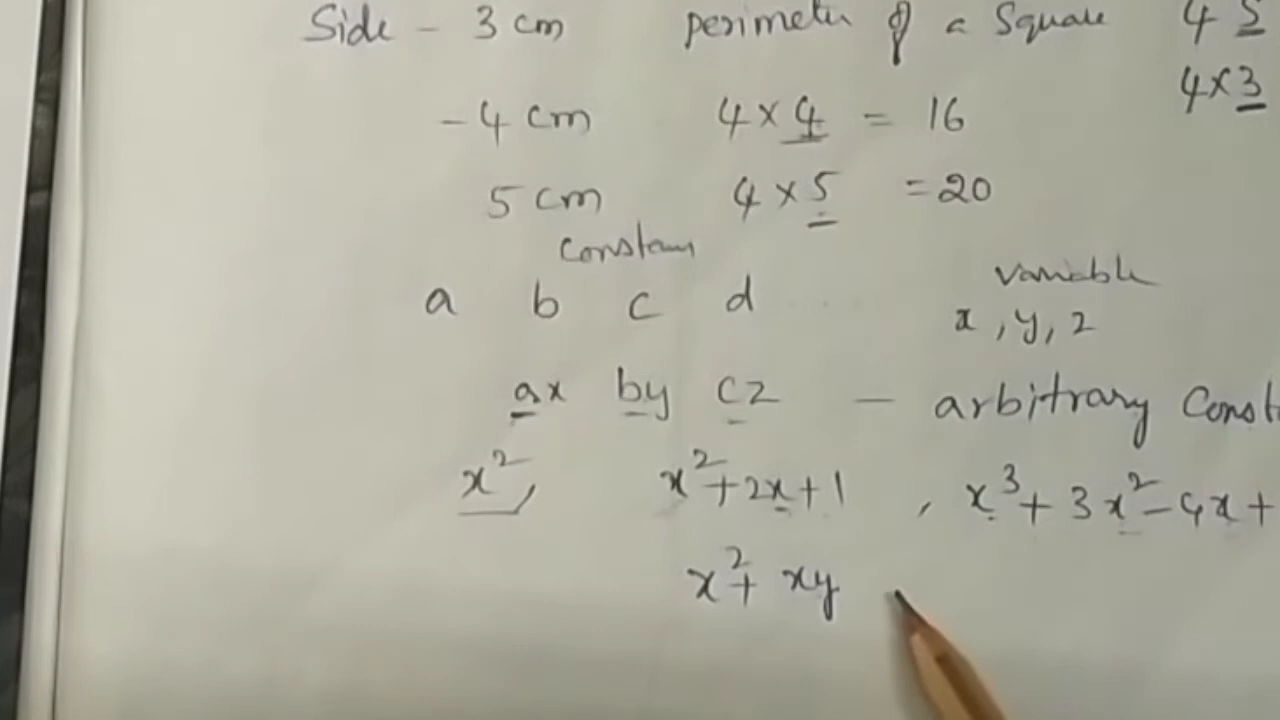 Side - 3 cm perimeter of a Square 4 S
4 × 3
- 4 cm 4 × 4 = 16
5 cm 4 × 5 = 20
constan
a b c d
variable
x , y, z
ax by cz - arbitrary Const
x², x² + 2x + 1 , x³ + 3x² - 4x +
x² + xy